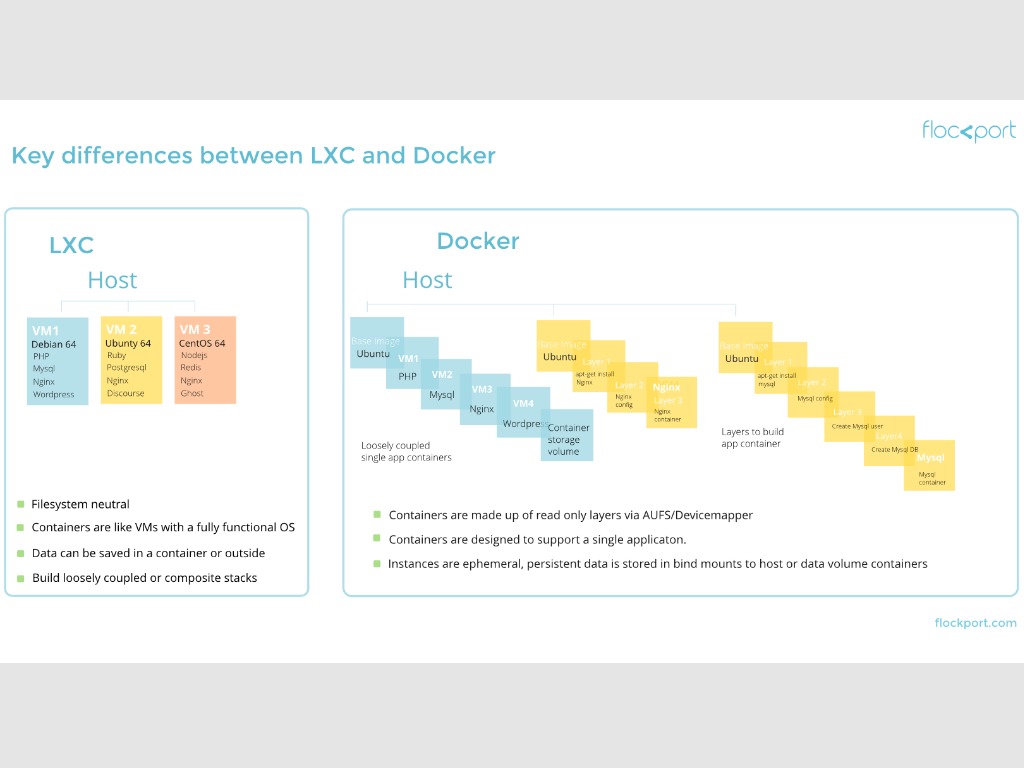 flockport
Key differences between LXC and Docker
LXC
Host
VM1
Debian 64
PHP
Mysql
Nginx
Wordpress
VM 2
Ubunty 64
Ruby
Postgresql
Nginx
Discourse
VM 3
CentOS 64
Nodejs
Redis
Nginx
Ghost
Filesystem neutral
Containers are like VMs with a fully functional OS
Data can be saved in a container or outside
Build loosely coupled or composite stacks
Docker
Host
Base Image
Ubuntu
VM1
PHP
VM2
Mysql
VM3
Nginx
VM4
Wordpress
Container
storage
volume
Loosely coupled
single app containers
Base Image
Ubuntu
Layer 1
apt-get install
Nginx
Layer 2
Nginx
config
Nginx
Layer 3
Nginx
container
Base Image
Ubuntu
Layer 1
apt-get install
mysql
Layer 2
Mysql config
Layer 3
Create Mysql user
Layer4
Create Mysql DB
Mysql
Mysql
container
Layers to build
app container
Containers are made up of read only layers via AUFS/Devicemapper
Containers are designed to support a single applicaton.
Instances are ephemeral, persistent data is stored in bind mounts to host or data volume containers
flockport.com